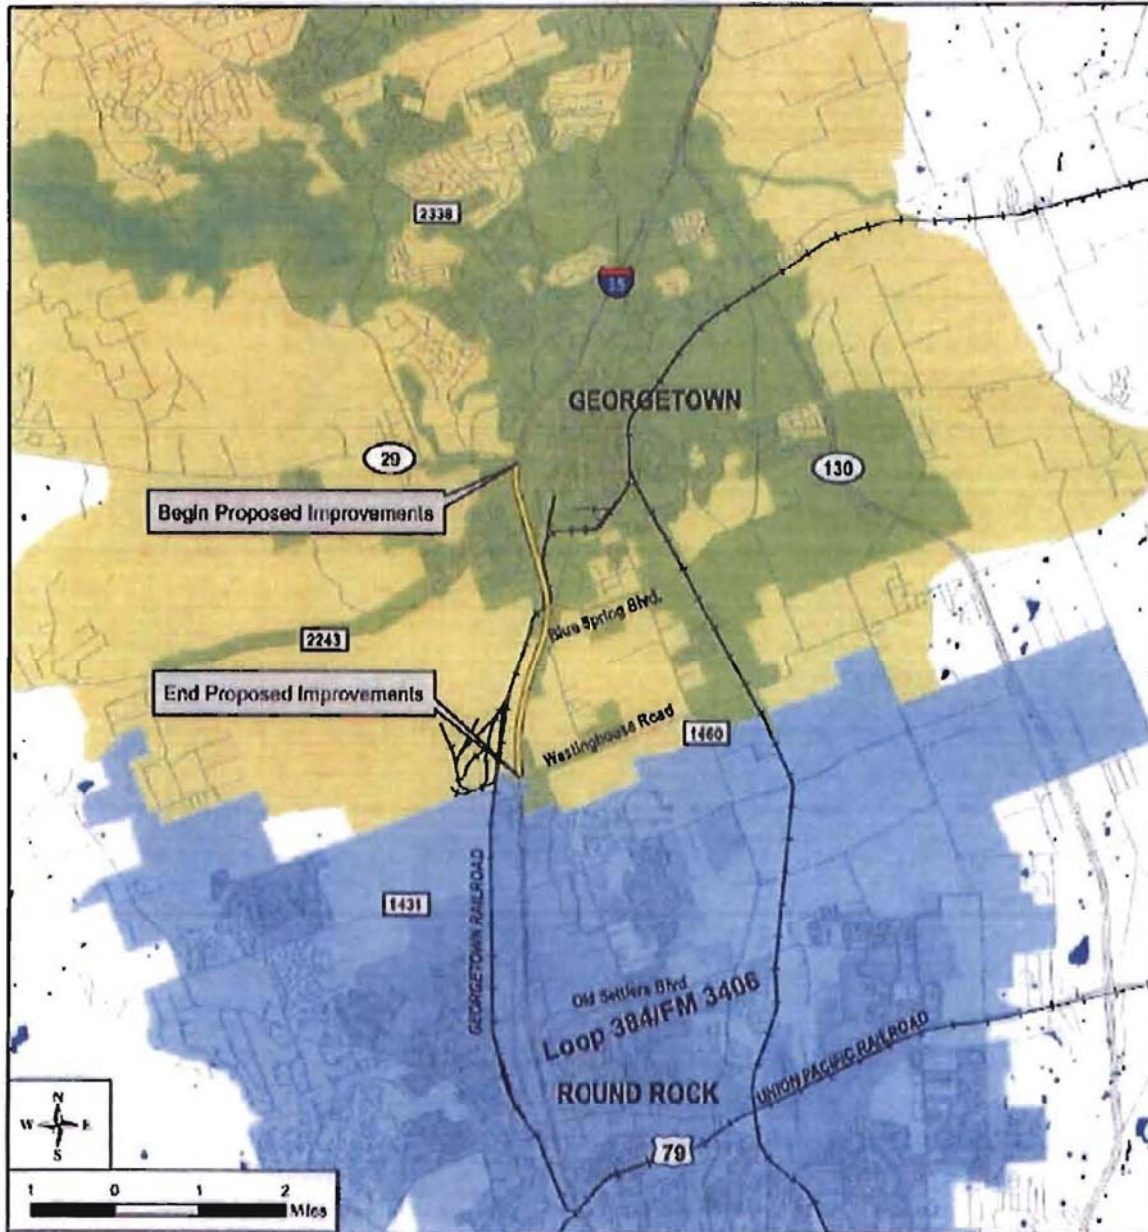 2338
35
GEORGETOWN
29
130
Begin Proposed Improvements
Blue Spring Blvd.
2243
End Proposed Improvements
Westinghouse Road
1460
GEORGETOWN RAILROAD
1431
Old Settlers Blvd
Loop 384/FM 3406
UNION PACIFIC RAILROAD
ROUND ROCK
79
N
W E
S
1 0 1 2
Miles